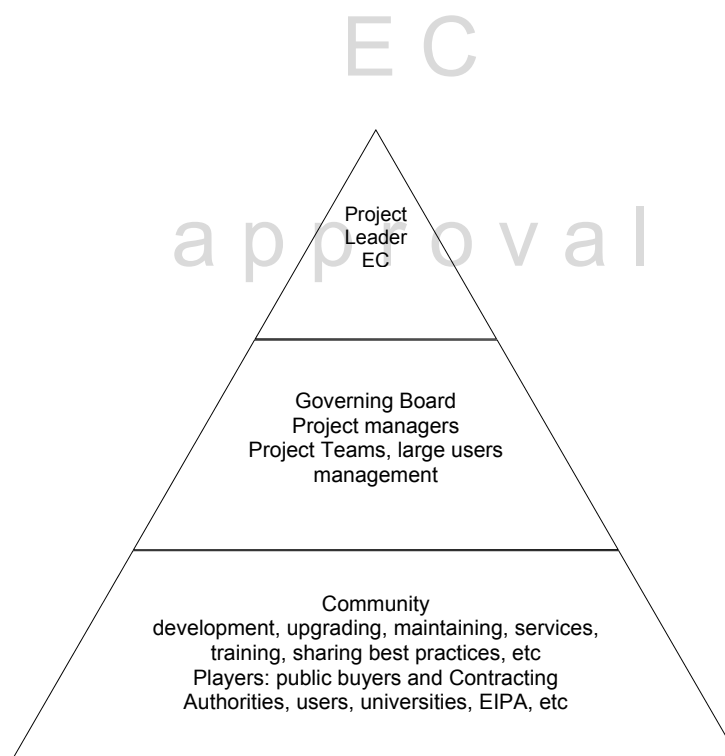 E C
a p p r o v a l
Project
Leader
EC
Governing Board
Project managers
Project Teams, large users
management
Community
development, upgrading, maintaining, services,
training, sharing best practices, etc
Players: public buyers and Contracting
Authorities, users, universities, EIPA, etc